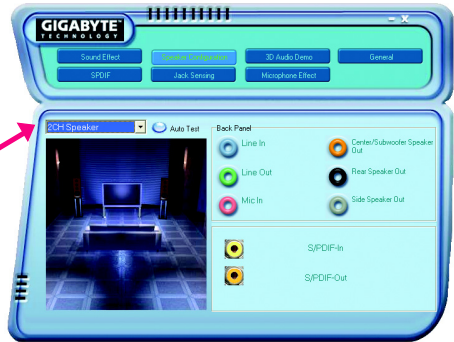 GIGABYTE™
TECHNOLOGY
– X
Sound Effect
Speaker Configuration
3D Audio Demo
General
SPDIF
Jack Sensing
Microphone Effect
2CH Speaker
Auto Test
Back Panel
Line In
Center/Subwoofer Speaker
Out
Line Out
Rear Speaker Out
Mic In
Side Speaker Out
S/PDIF-In
S/PDIF-Out